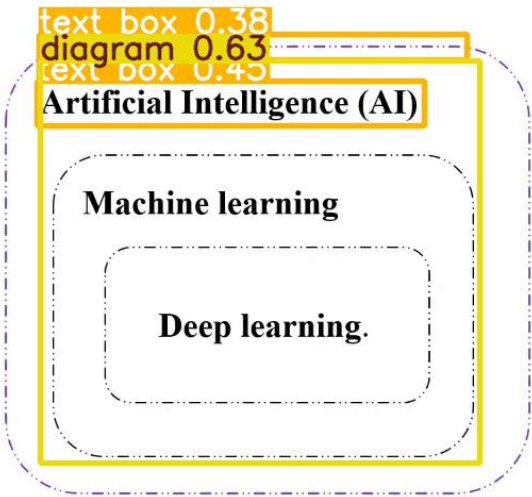 text box 0.38
diagram 0.63
text box 0.45
Artificial Intelligence (AI)
Machine learning
Deep learning.